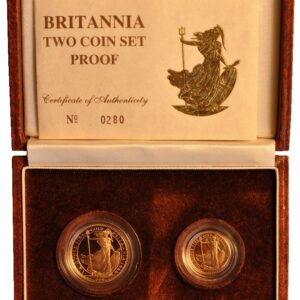 BRITANNIA
TWO COIN SET
PROOF
Certificate of Authenticity
Nº 0280